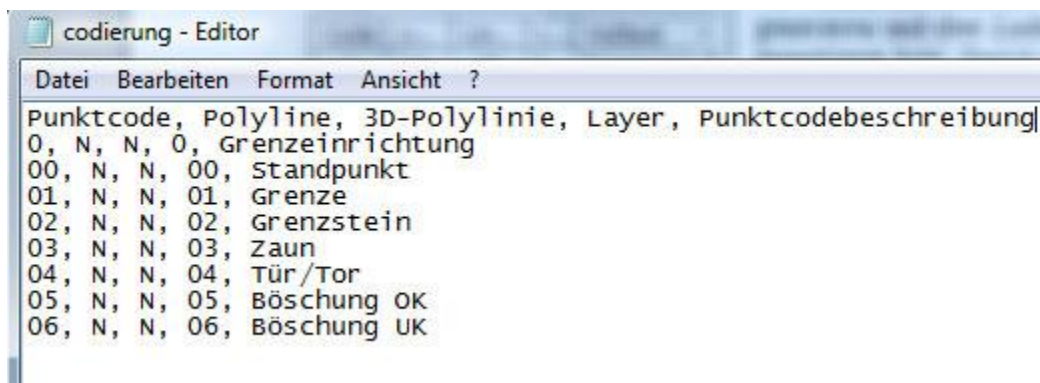 codierung - Editor
Datei Bearbeiten Format Ansicht ?
Punktcode, Polyline, 3D-Polylinie, Layer, Punktcodebeschreibung
0, N, N, 0, Grenzeinrichtung
00, N, N, 00, Standpunkt
01, N, N, 01, Grenze
02, N, N, 02, Grenzstein
03, N, N, 03, Zaun
04, N, N, 04, Tür/Tor
05, N, N, 05, Böschung OK
06, N, N, 06, Böschung UK